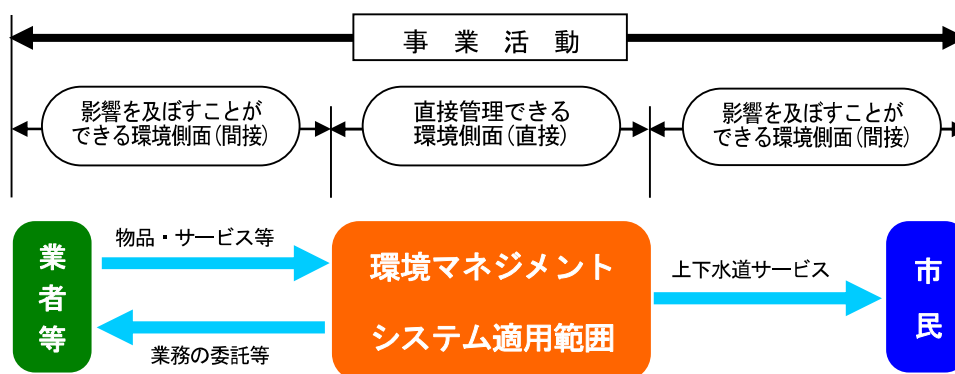 事業活動
影響を及ぼすことが
できる環境側面(間接)
直接管理できる
環境側面(直接)
影響を及ぼすことが
できる環境側面(間接)
業者等
物品・サービス等
業務の委託等
環境マネジメント
システム適用範囲
上下水道サービス
市民